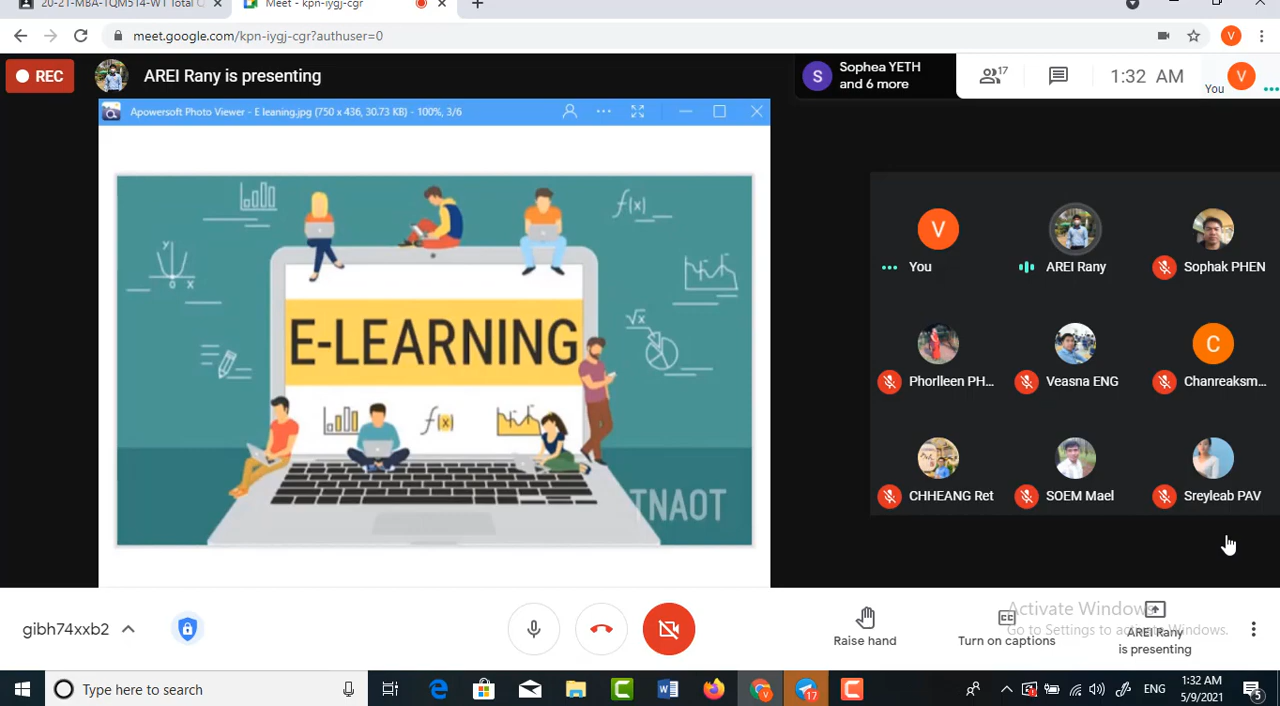 20-21-MBA-TQM514-WT Total Q
Meet - kpn-iygj-cgr
meet.google.com/kpn-iygj-cgr?authuser=0
V
REC
AREI Rany is presenting
S
Sophea YETH
and 6 more
17
1:32 AM
You
V
Apowersoft Photo Viewer - E leaning.jpg (750 x 436, 30.73 KB) - 100%, 3/6
f(x)
y
0 x
√x
E-LEARNING
f(x)
TNAOT
V
You
AREI Rany
Sophak PHEN
Phorlleen PH...
Veasna ENG
C
Chanreaksm...
CHHEANG Ret
SOEM Mael
Sreyleab PAV
gibh74xxb2
Raise hand
Turn on captions
AREI Rany
is presenting
Activate Windows
Go to Settings to activate Windows.
Type here to search
17
ENG
1:32 AM
5/9/2021
5